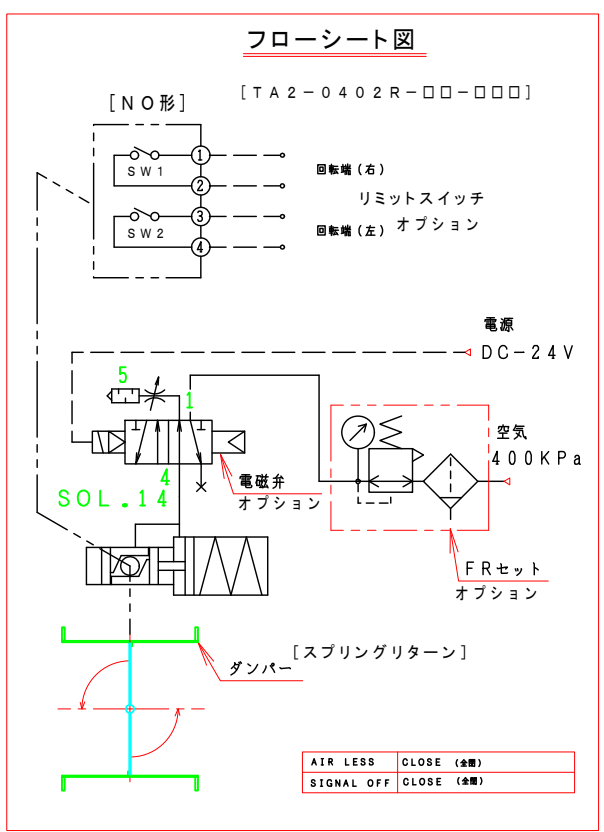 フローシート図
[TA2-0402R-□□-□□□]
[NO形]
SW1
1
2
回転端(右)
リミットスイッチ
オプション
SW2
3
4
回転端(左)
電源
DC-24V
5
1
空気
400KPa
4
電磁弁
オプション
SOL.14
FRセット
オプション
[スプリングリターン]
ダンパー
AIR LESS CLOSE (全閉)
SIGNAL OFF CLOSE (全閉)